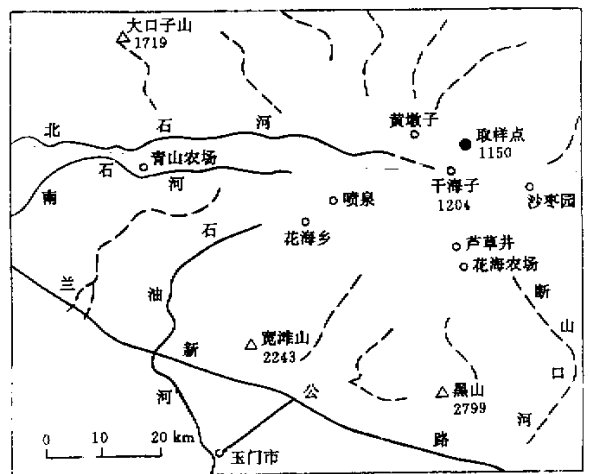 大口子山
1719
黄墩子
取样点
1150
北石河
青山农场
南石河
干海子
1204
沙枣园
喷泉
花海乡
石油河
芦草井
花海农场
断山口河
兰新公路
宽滩山
2243
黑山
2799
0 10 20 km
玉门市